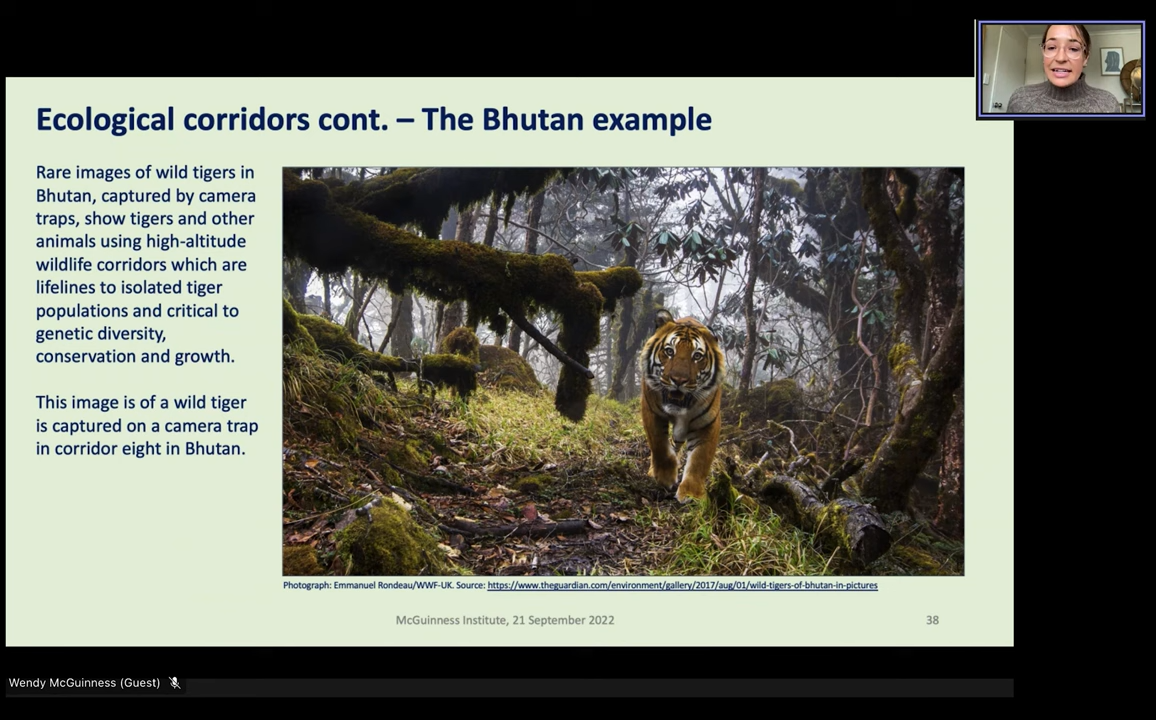 Ecological corridors cont. – The Bhutan example
Rare images of wild tigers in
Bhutan, captured by camera
traps, show tigers and other
animals using high-altitude
wildlife corridors which are
lifelines to isolated tiger
populations and critical to
genetic diversity,
conservation and growth.
This image is of a wild tiger
is captured on a camera trap
in corridor eight in Bhutan.
Photograph: Emmanuel Rondeau/WWF-UK. Source: https://www.theguardian.com/environment/gallery/2017/aug/01/wild-tigers-of-bhutan-in-pictures
McGuinness Institute, 21 September 2022
38
Wendy McGuinness (Guest)